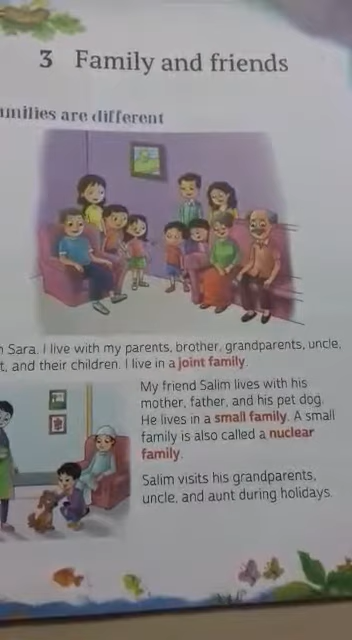 3 Family and friends
amilies are different
Sara. I live with my parents, brother, grandparents, uncle,
t, and their children. I live in a joint family.
My friend Salim lives with his
mother, father, and his pet dog.
He lives in a small family. A small
family is also called a nuclear
family.
Salim visits his grandparents,
uncle, and aunt during holidays.